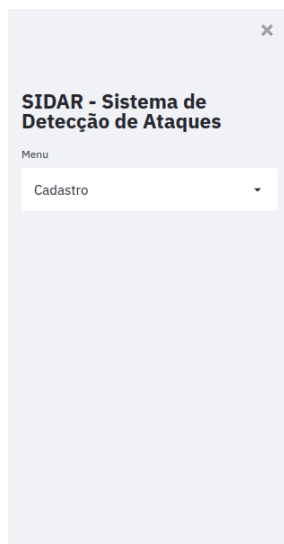 SIDAR - Sistema de
Detecção de Ataques
Menu
Cadastro